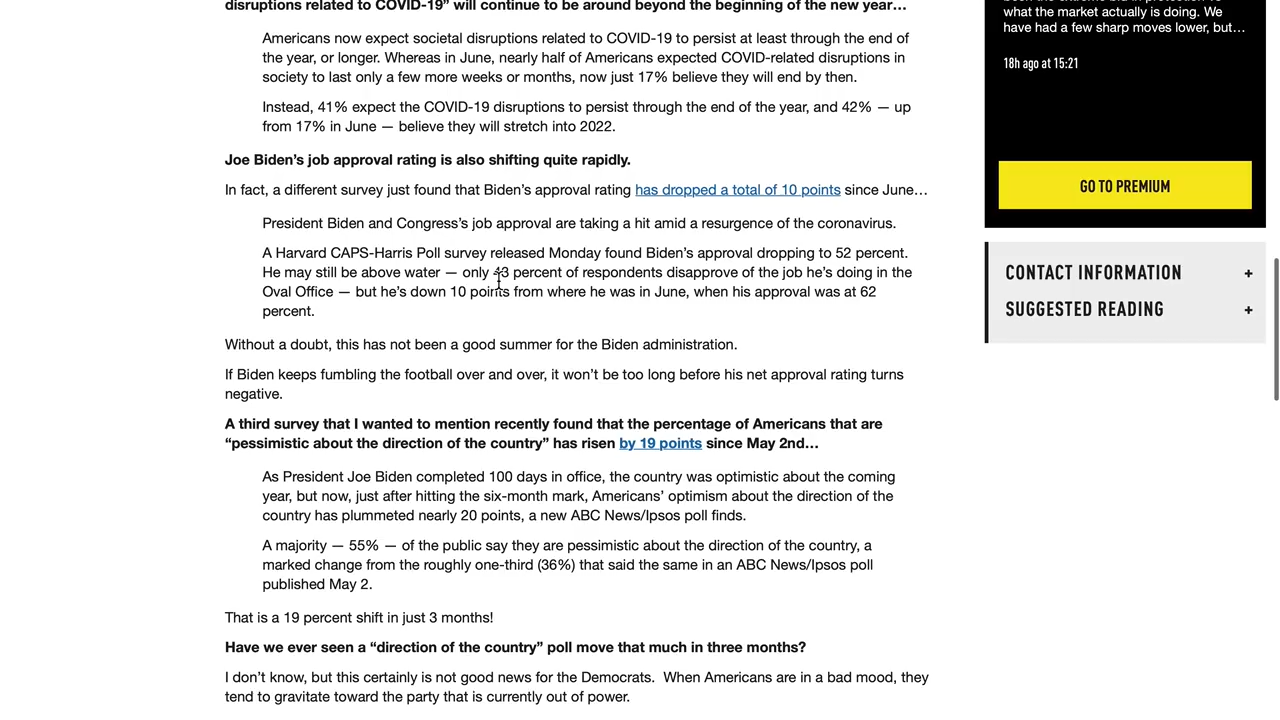 disruptions related to COVID-19” will continue to be around beyond the beginning of the new year…
Americans now expect societal disruptions related to COVID-19 to persist at least through the end of
the year, or longer. Whereas in June, nearly half of Americans expected COVID-related disruptions in
society to last only a few more weeks or months, now just 17% believe they will end by then.
Instead, 41% expect the COVID-19 disruptions to persist through the end of the year, and 42% — up
from 17% in June — believe they will stretch into 2022.
Joe Biden’s job approval rating is also shifting quite rapidly.
In fact, a different survey just found that Biden’s approval rating has dropped a total of 10 points since June…
President Biden and Congress’s job approval are taking a hit amid a resurgence of the coronavirus.
A Harvard CAPS-Harris Poll survey released Monday found Biden’s approval dropping to 52 percent.
He may still be above water — only 43 percent of respondents disapprove of the job he’s doing in the
Oval Office — but he’s down 10 points from where he was in June, when his approval was at 62
percent.
Without a doubt, this has not been a good summer for the Biden administration.
If Biden keeps fumbling the football over and over, it won’t be too long before his net approval rating turns
negative.
A third survey that I wanted to mention recently found that the percentage of Americans that are
“pessimistic about the direction of the country” has risen by 19 points since May 2nd…
As President Joe Biden completed 100 days in office, the country was optimistic about the coming
year, but now, just after hitting the six-month mark, Americans’ optimism about the direction of the
country has plummeted nearly 20 points, a new ABC News/Ipsos poll finds.
A majority — 55% — of the public say they are pessimistic about the direction of the country, a
marked change from the roughly one-third (36%) that said the same in an ABC News/Ipsos poll
published May 2.
That is a 19 percent shift in just 3 months!
Have we ever seen a “direction of the country” poll move that much in three months?
I don’t know, but this certainly is not good news for the Democrats.  When Americans are in a bad mood, they
tend to gravitate toward the party that is currently out of power.
what the market actually is doing. We
have had a few sharp moves lower, but…
18h ago at 15:21
GO TO PREMIUM
CONTACT INFORMATION +
SUGGESTED READING +